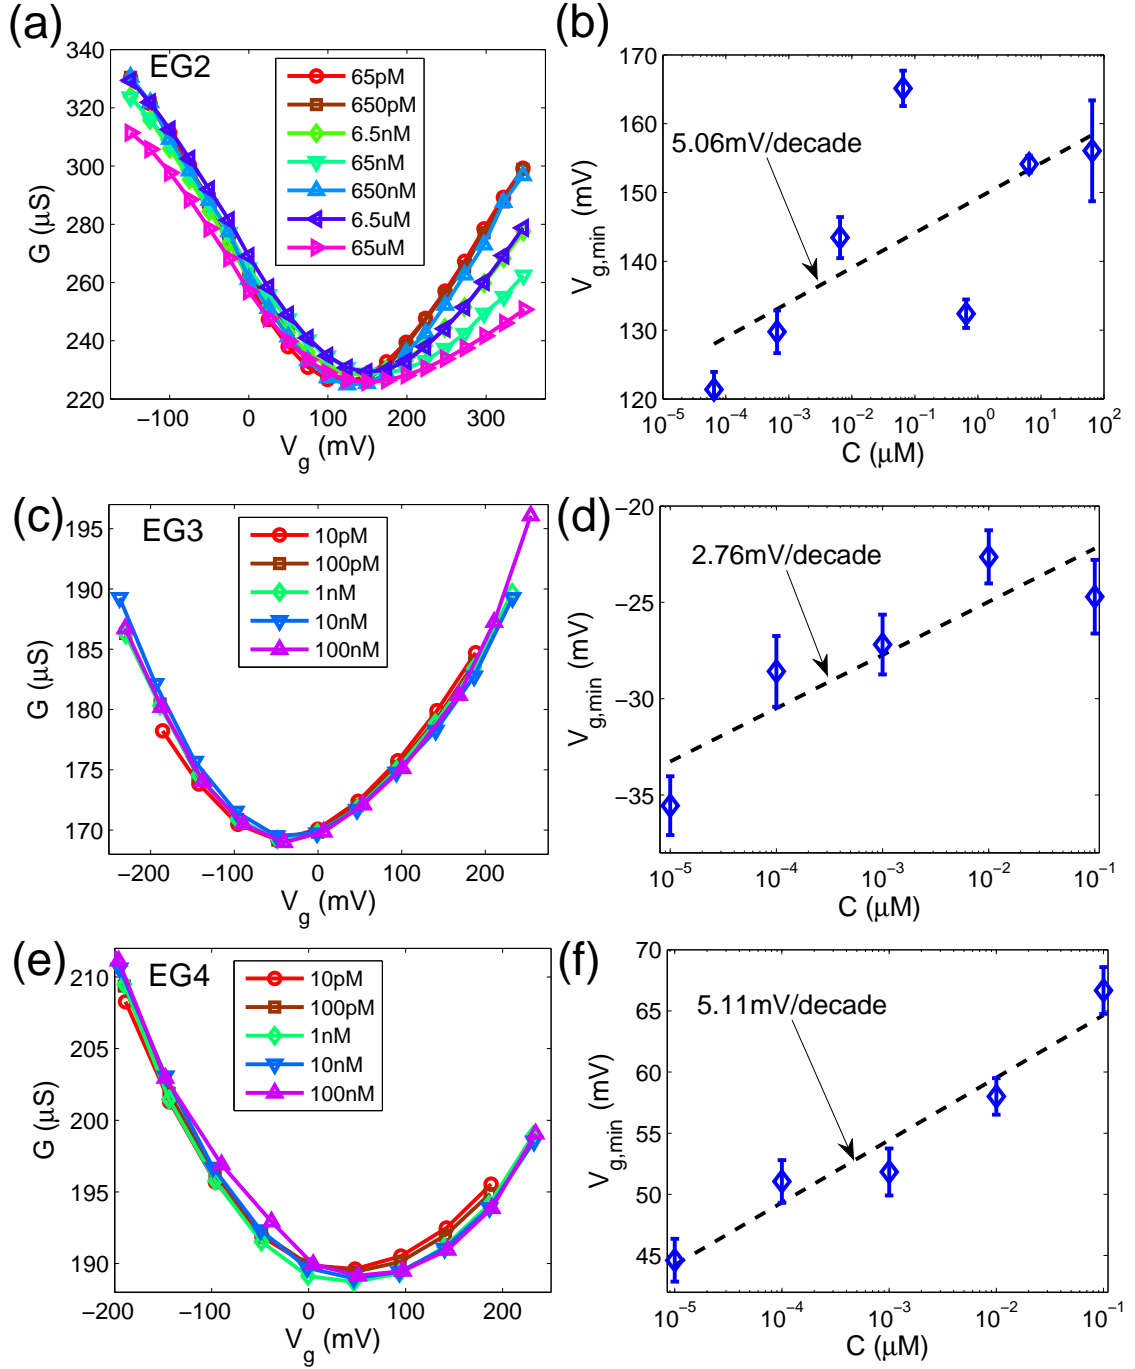 (a)
EG2
65pM
650pM
6.5nM
65nM
650nM
6.5uM
65uM
340
320
300
280
260
240
220
G (μS)
−100 0 100 200 300
V_g (mV)
(b)
170
160
150
140
130
120
V_g,min (mV)
5.06mV/decade
10^−5 10^−4 10^−3 10^−2 10^−1 10^0 10^1 10^2
C (μM)
(c)
EG3
10pM
100pM
1nM
10nM
100nM
195
190
185
180
175
170
G (μS)
−200 −100 0 100 200
V_g (mV)
(d)
−20
−25
−30
−35
V_g,min (mV)
2.76mV/decade
10^−5 10^−4 10^−3 10^−2 10^−1
C (μM)
(e)
EG4
10pM
100pM
1nM
10nM
100nM
210
205
200
195
190
G (μS)
−200 −100 0 100 200
V_g (mV)
(f)
70
65
60
55
50
45
V_g,min (mV)
5.11mV/decade
10^−5 10^−4 10^−3 10^−2 10^−1
C (μM)